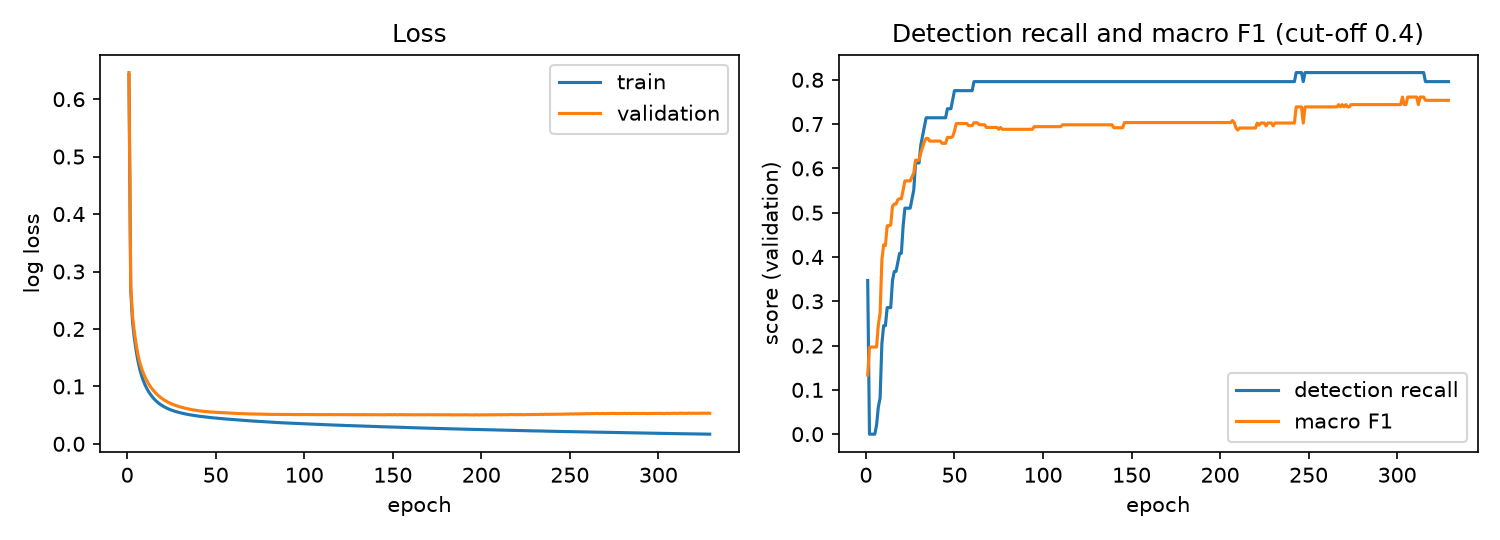 Loss
log loss
0.6
0.5
0.4
0.3
0.2
0.1
0.0
train
validation
0 50 100 150 200 250 300
epoch
Detection recall and macro F1 (cut-off 0.4)
score (validation)
0.8
0.7
0.6
0.5
0.4
0.3
0.2
0.1
0.0
detection recall
macro F1
0 50 100 150 200 250 300
epoch